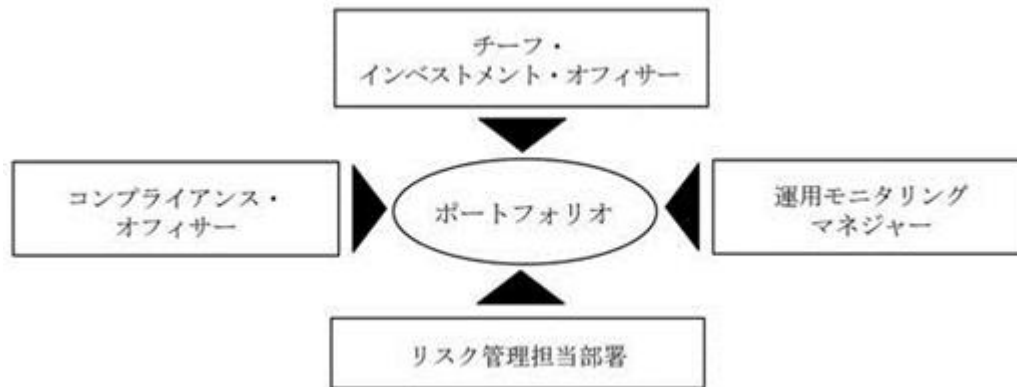 チーフ・
インベストメント・オフィサー
コンプライアンス・
オフィサー
ポートフォリオ
運用モニタリング
マネジャー
リスク管理担当部署